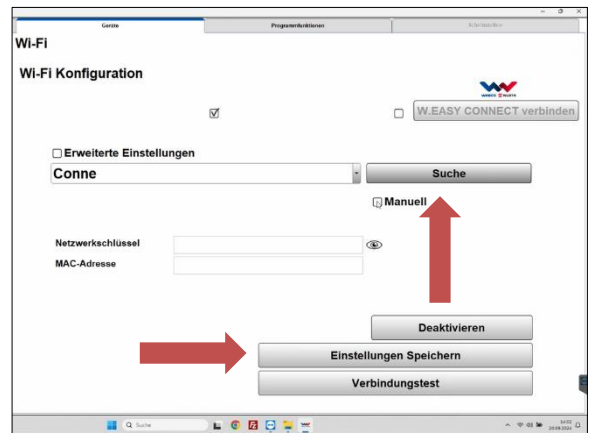 Geräte Programmfunktionen
Wi-Fi
Wi-Fi Konfiguration
W.EASY CONNECT verbinden
Erweiterte Einstellungen
Conne Suche
Manuell
Netzwerkschlüssel
MAC-Adresse
Deaktivieren
Einstellungen Speichern
Verbindungstest
Suche